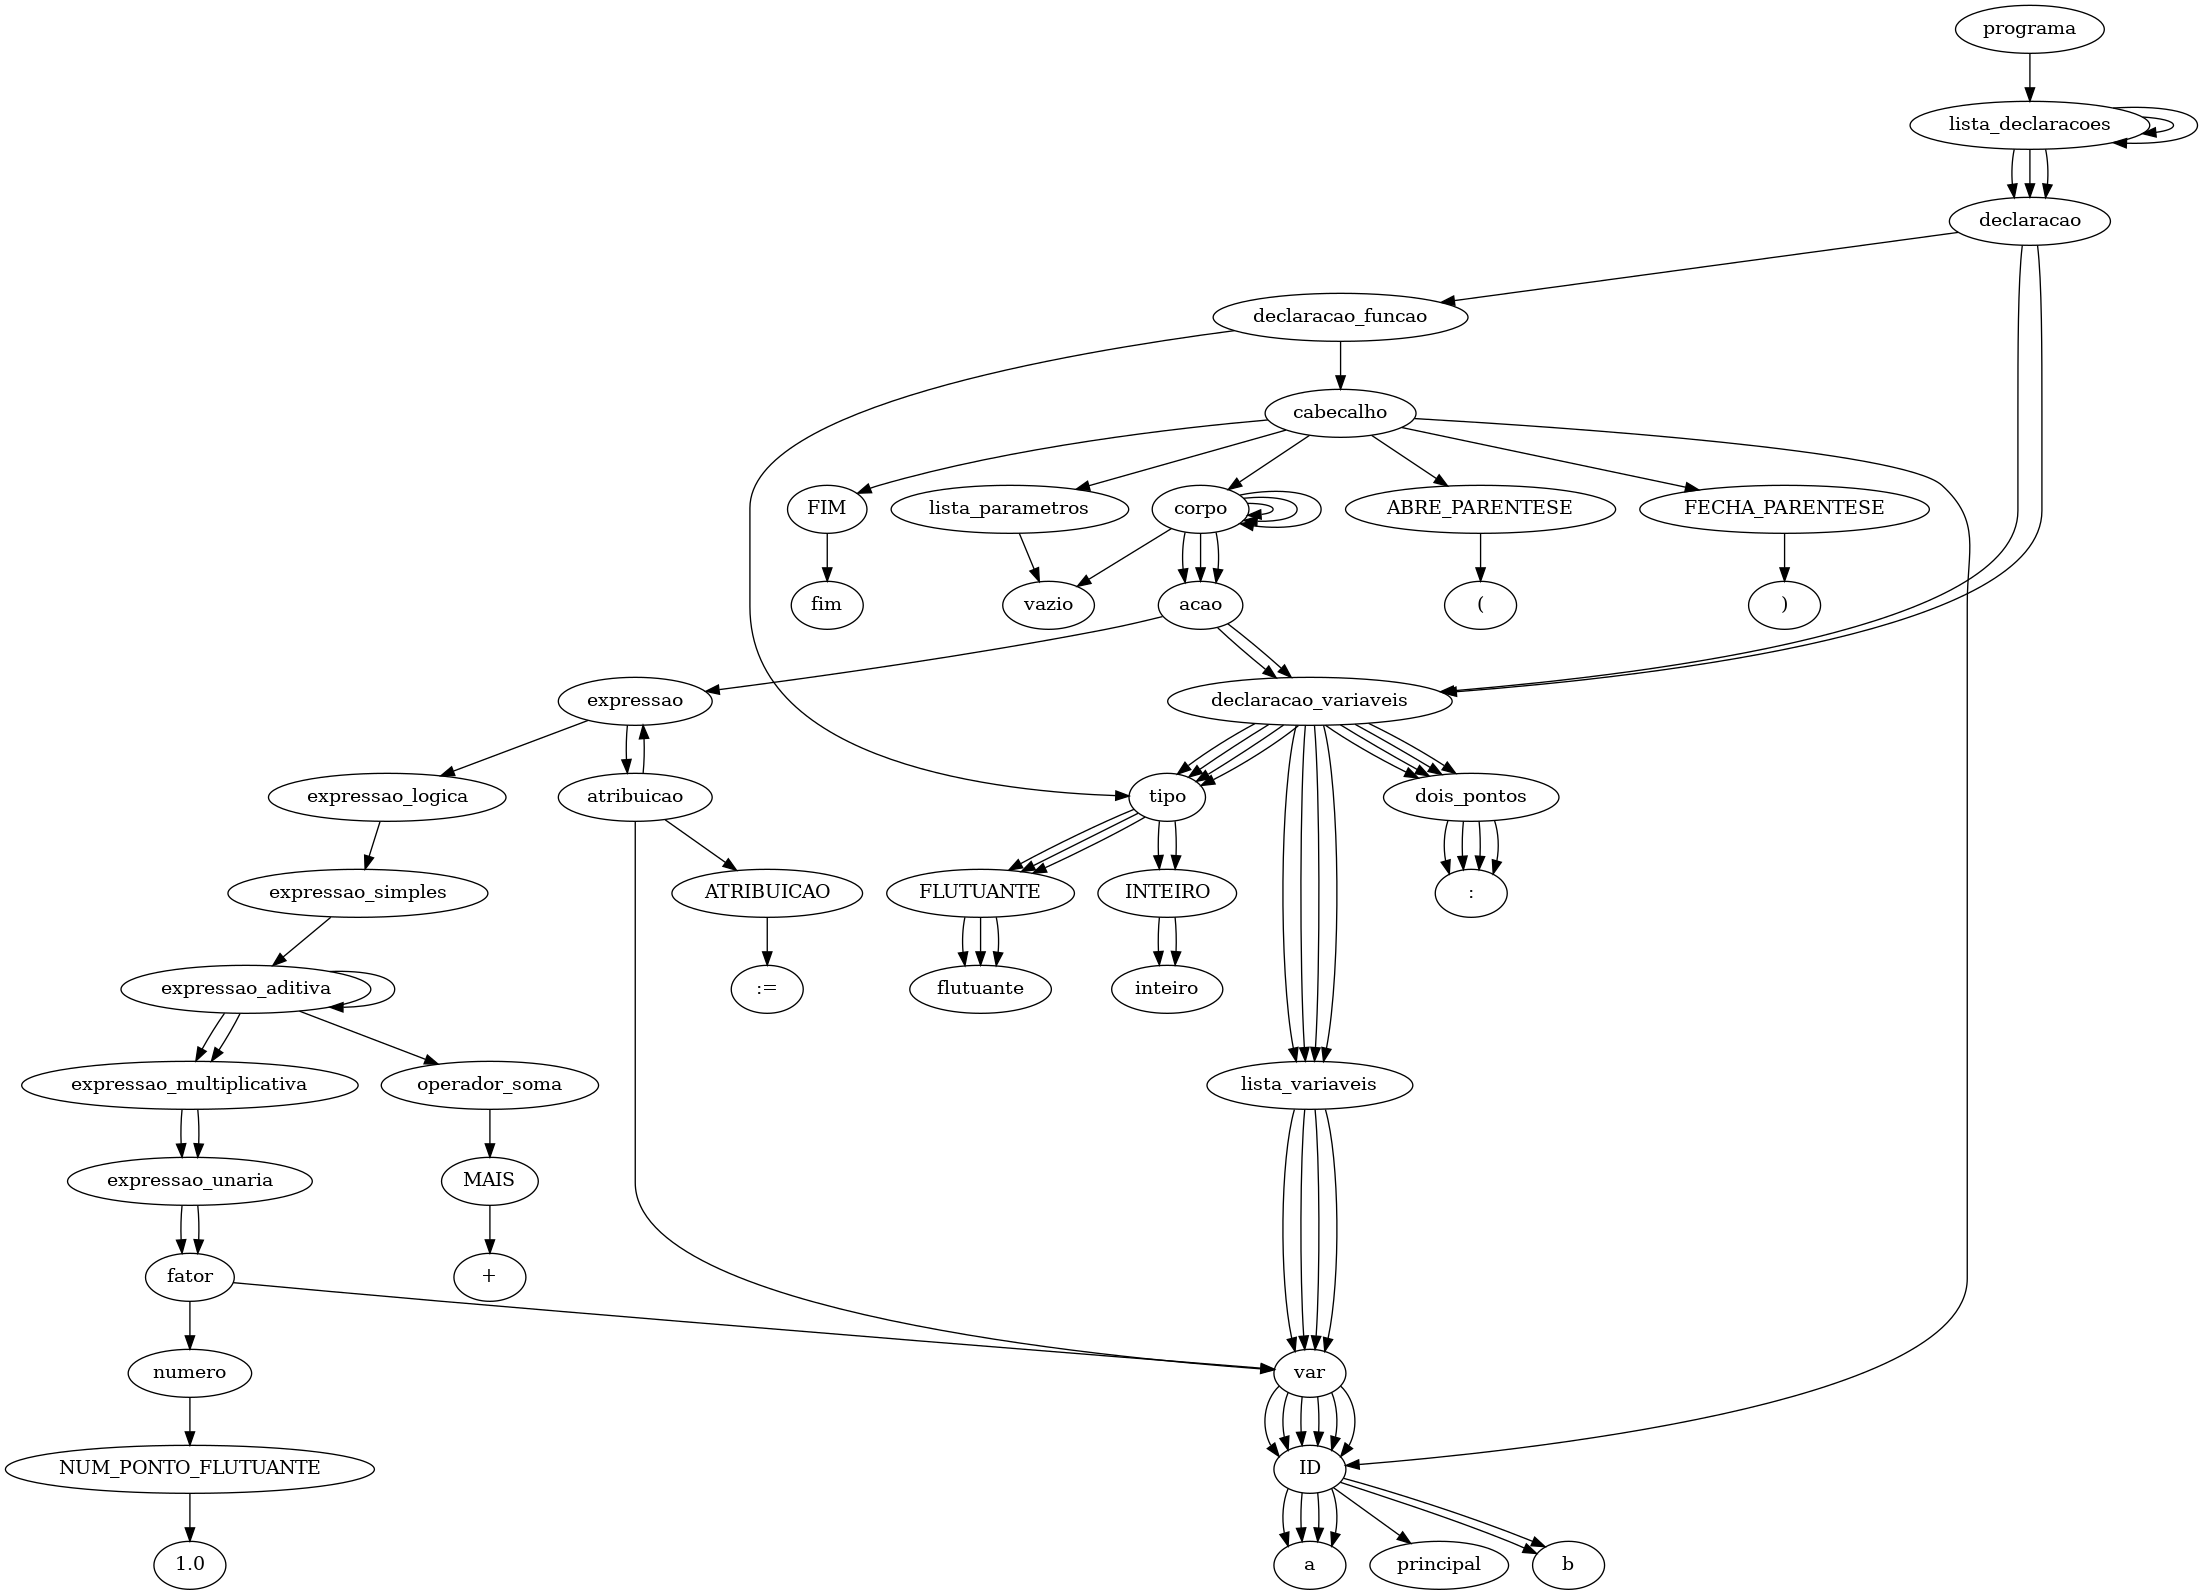 programa
lista_declaracoes
declaracao
declaracao_funcao
cabecalho
FIM
lista_parametros
corpo
ABRE_PARENTESE
FECHA_PARENTESE
fim
vazio
acao
(
)
expressao
declaracao_variaveis
expressao_logica
atribuicao
tipo
dois_pontos
expressao_simples
ATRIBUICAO
FLUTUANTE
INTEIRO
:
expressao_aditiva
:=
flutuante
inteiro
expressao_multiplicativa
operador_soma
lista_variaveis
expressao_unaria
MAIS
fator
+
numero
var
NUM_PONTO_FLUTUANTE
ID
1.0
a
principal
b